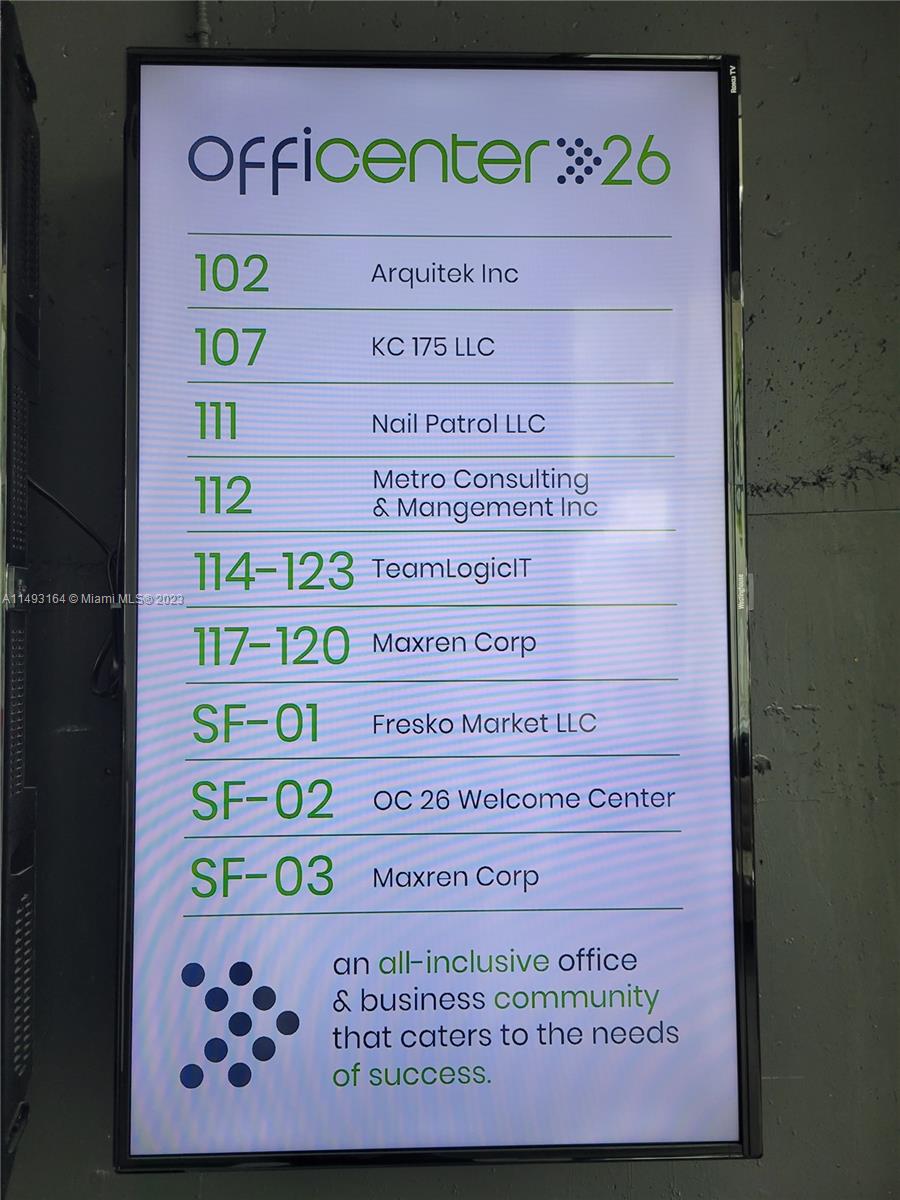 Roku TV
OFFicenter 26
102 Arquitek Inc
107 KC 175 LLC
111 Nail Patrol LLC
112 Metro Consulting
& Mangement Inc
114-123 TeamLogicIT
A11493164 © Miami MLS® 2023
Westinghouse
117-120 Maxren Corp
SF-01 Fresko Market LLC
SF-02 OC 26 Welcome Center
SF-03 Maxren Corp
an all-inclusive office
& business community
that caters to the needs
of success.